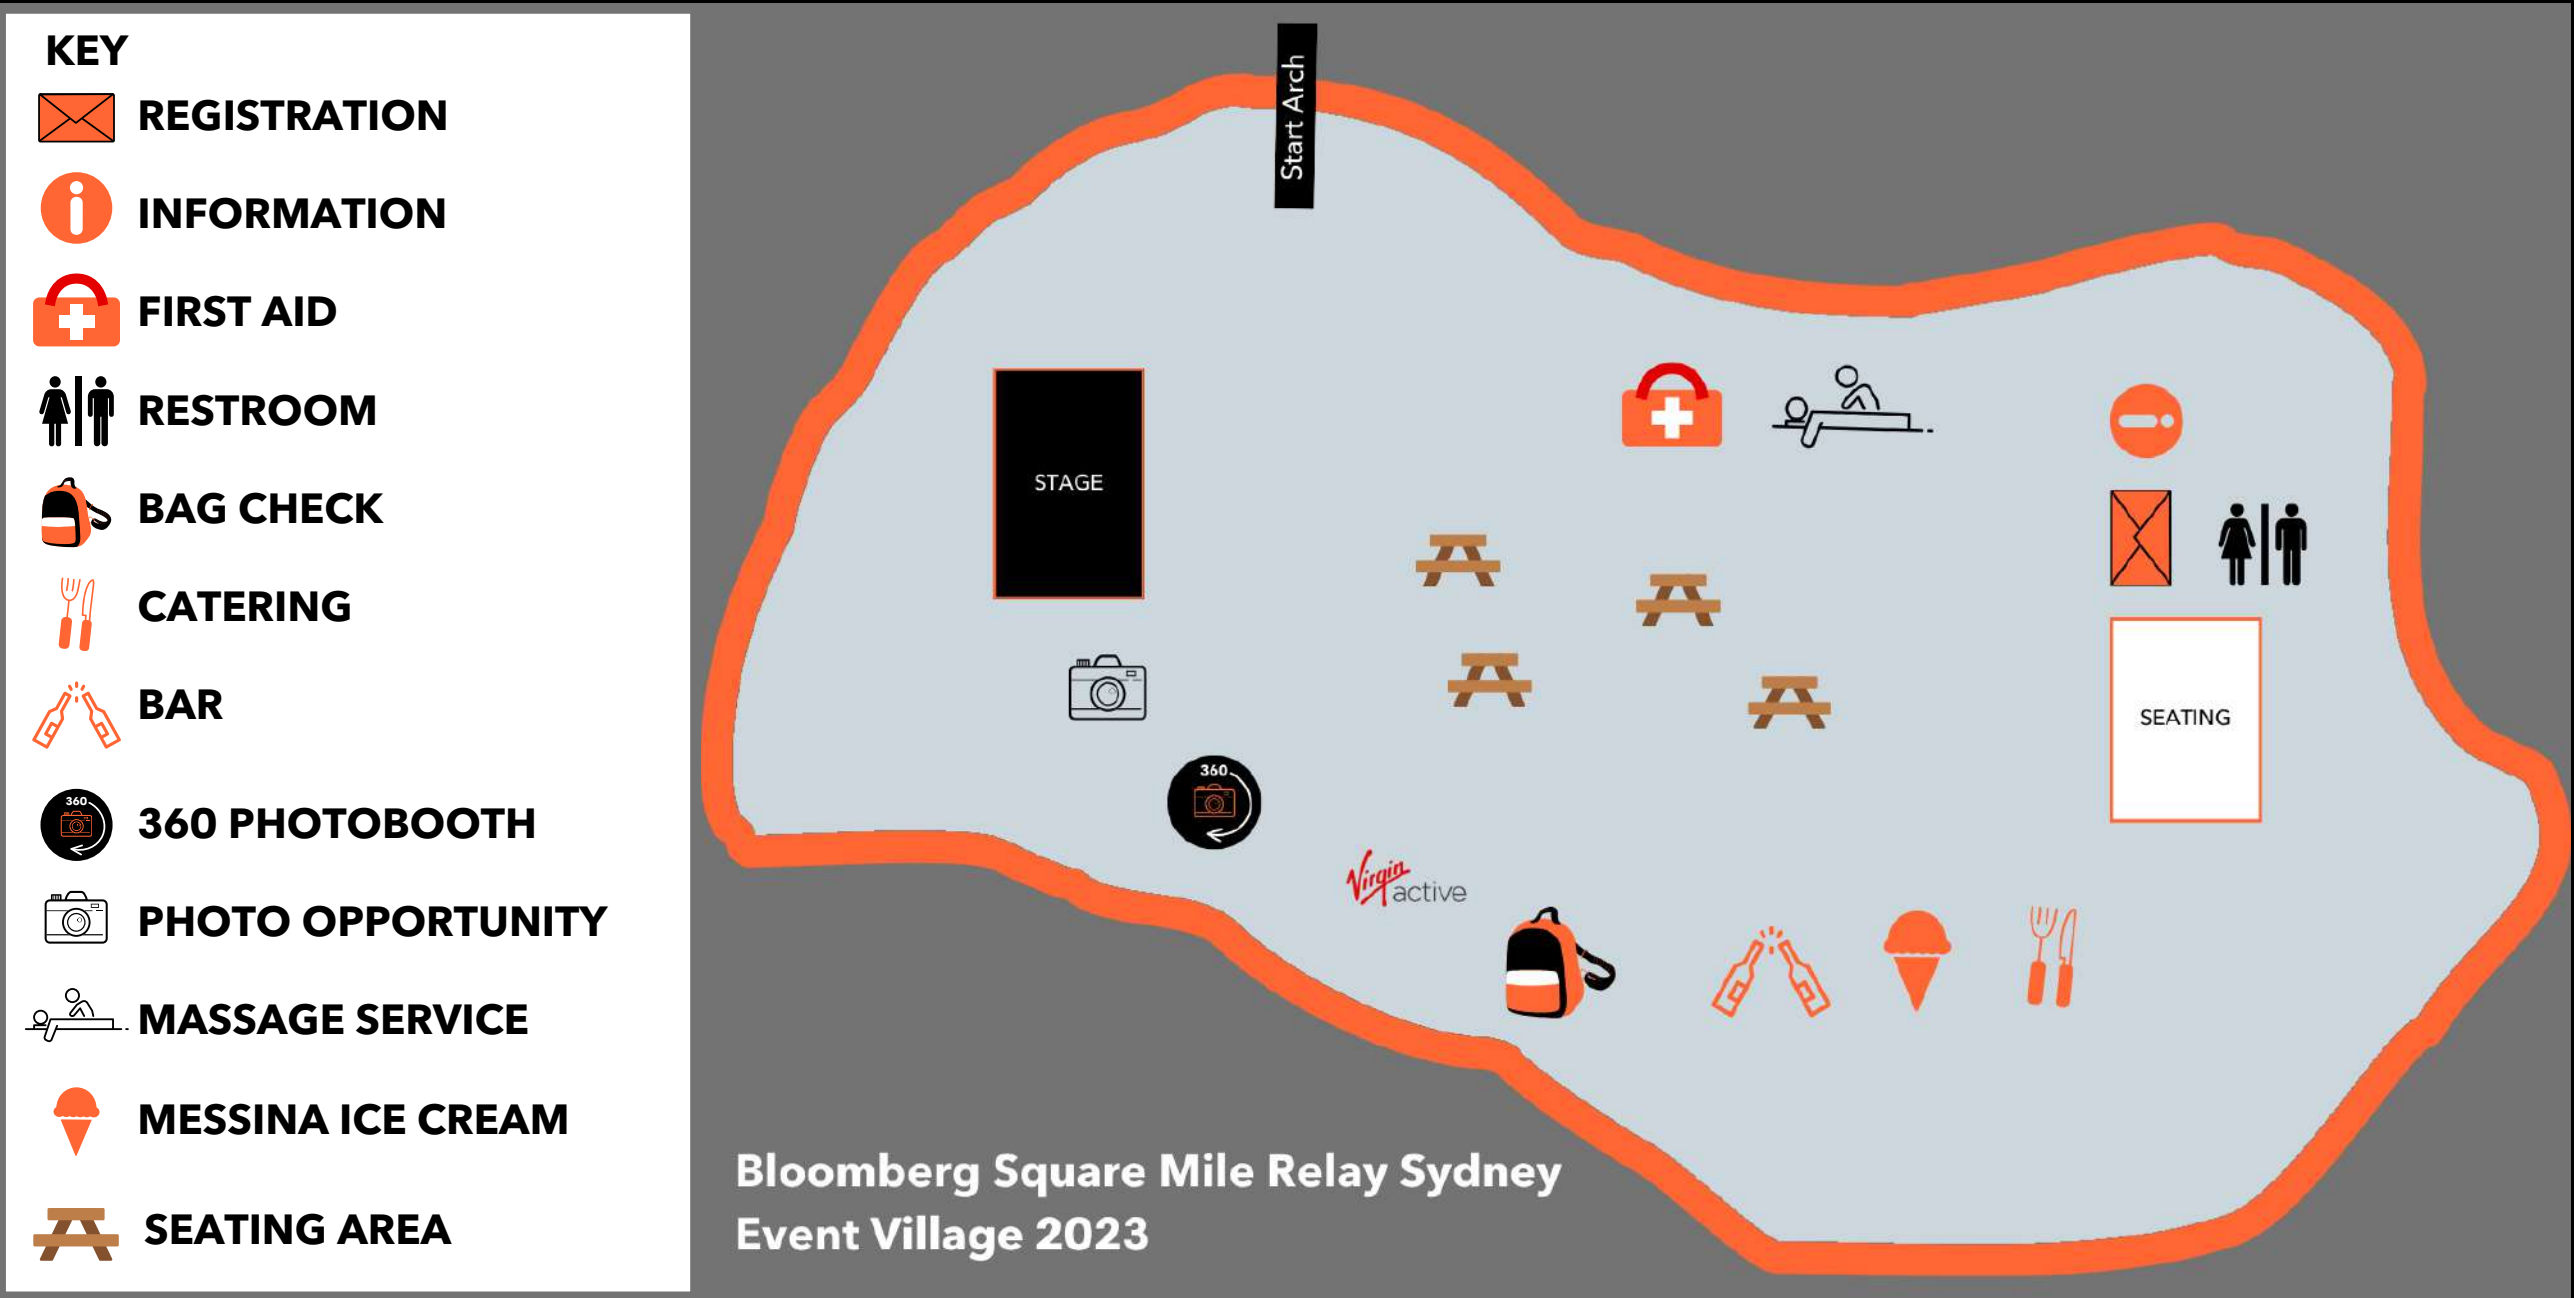 KEY
REGISTRATION
INFORMATION
FIRST AID
RESTROOM
BAG CHECK
CATERING
BAR
360
360 PHOTOBOOTH
PHOTO OPPORTUNITY
MASSAGE SERVICE
MESSINA ICE CREAM
SEATING AREA
Start Arch
STAGE
SEATING
360
Virgin
active
Bloomberg Square Mile Relay Sydney
Event Village 2023